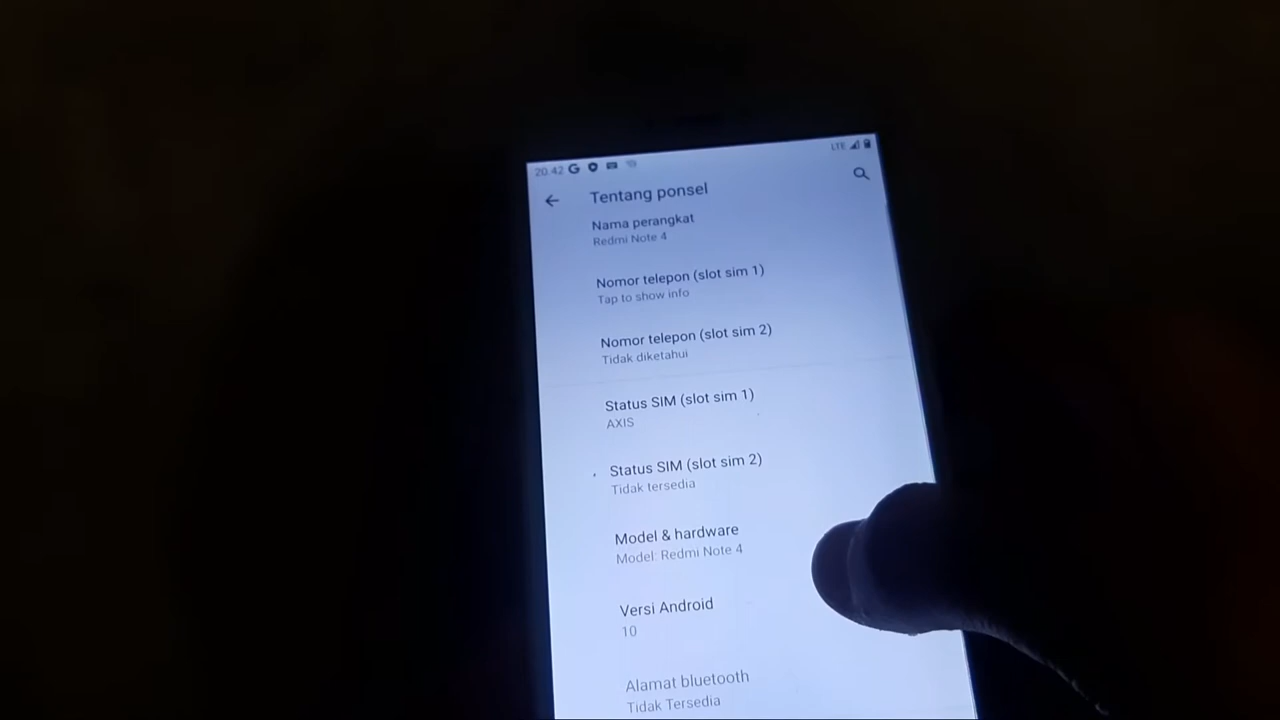 20.42 G LTE
Tentang ponsel
Nama perangkat
Redmi Note 4
Nomor telepon (slot sim 1)
Tap to show info
Nomor telepon (slot sim 2)
Tidak diketahui
Status SIM (slot sim 1)
AXIS
Status SIM (slot sim 2)
Tidak tersedia
Model & hardware
Model: Redmi Note 4
Versi Android
10
Alamat bluetooth
Tidak Tersedia